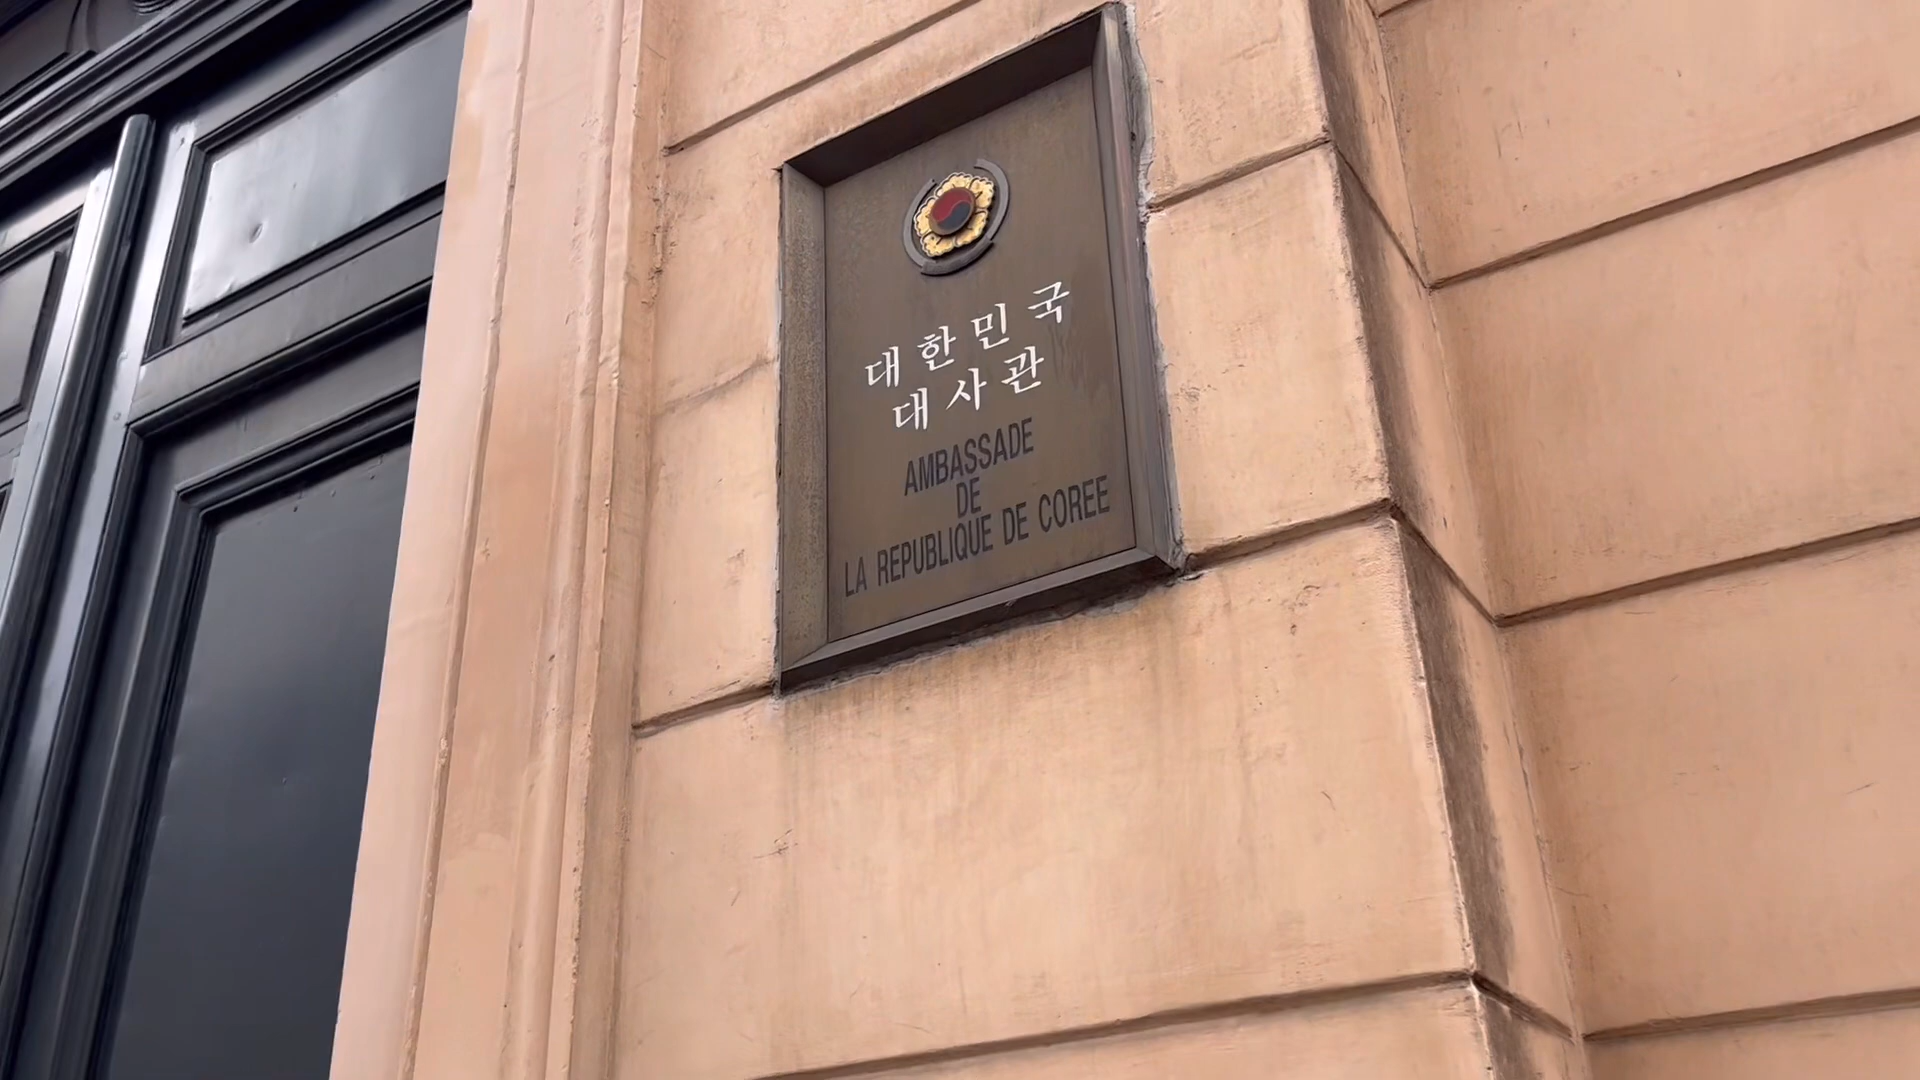 대한민국
대사관
AMBASSADE
DE
LA REPUBLIQUE DE COREE